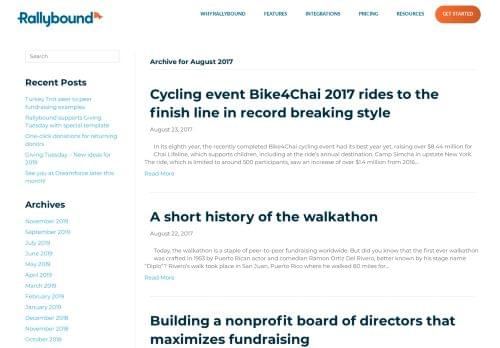 Rallybound
WHY RALLYBOUND
FEATURES
INTEGRATIONS
PRICING
RESOURCES
GET STARTED
Search
Recent Posts
Turkey Trot peer to peer
fundraising examples
Rallybound supports Giving
Tuesday with special template
One-click donations for returning
donors
Giving Tuesday – New ideas for
2019
See you at Dreamforce later this
month!
Archives
November 2019
September 2019
July 2019
June 2019
May 2019
April 2019
March 2019
February 2019
January 2019
December 2018
November 2018
October 2018
Archive for August 2017
Cycling event Bike4Chai 2017 rides to the
finish line in record breaking style
August 23, 2017
In its eighth year, the recently completed Bike4Chai cycling event had its best year yet, raising over $8.44 million for
Chai Lifeline, which supports children, including at the ride's annual destination, Camp Simcha in upstate New York.
The ride, which is limited to around 500 participants, saw an increase of over $1.4 million from 2016...
Read More
A short history of the walkathon
August 22, 2017
Today, the walkathon is a staple of peer-to-peer fundraising worldwide. But did you know that the first ever walkathon
was crafted in 1953 by Puerto Rican actor and comedian Ramon Ortiz Del Rivero, better known by his stage name
"Diplo"? Rivero's walk took place in San Juan, Puerto Rico where he walked 80 miles for...
Read More
Building a nonprofit board of directors that
maximizes fundraising